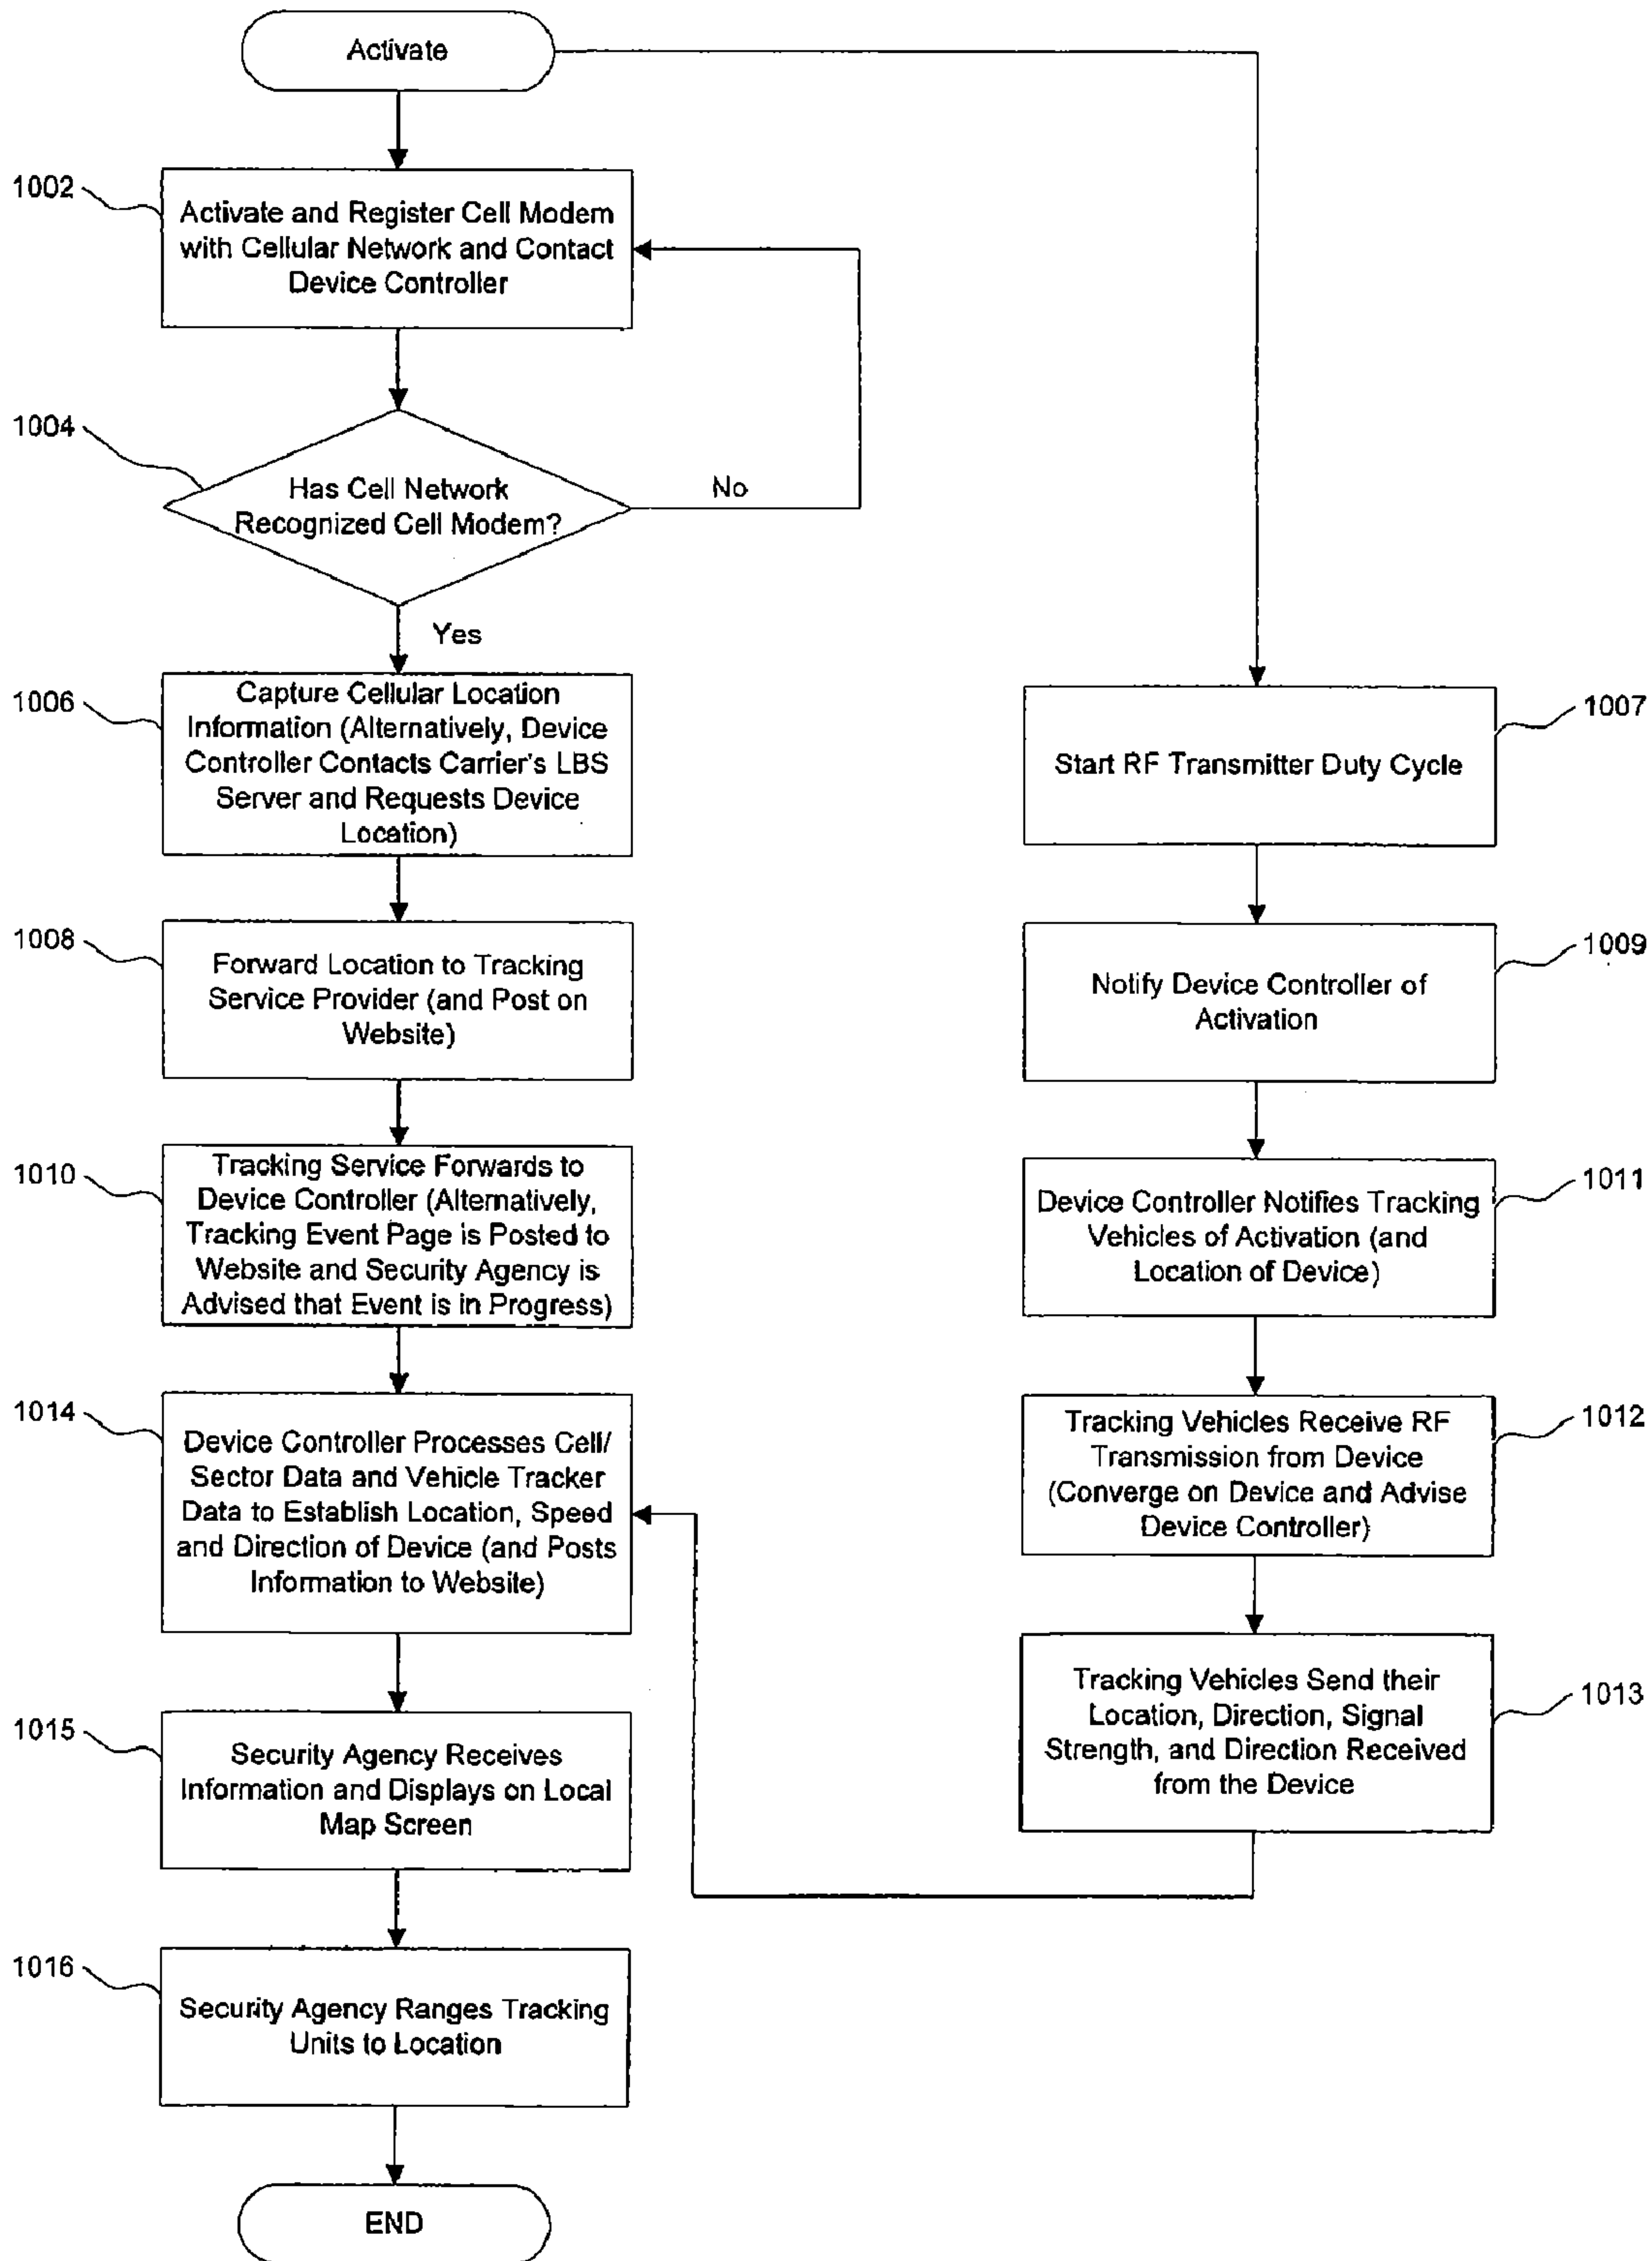 Activate
1002
Activate and Register Cell Modem
with Cellular Network and Contact
Device Controller
1004
Has Cell Network
Recognized Cell Modem?
No
Yes
1006
Capture Cellular Location
Information (Alternatively, Device
Controller Contacts Carrier's LBS
Server and Requests Device
Location)
1008
Forward Location to Tracking
Service Provider (and Post on
Website)
1010
Tracking Service Forwards to
Device Controller (Alternatively,
Tracking Event Page is Posted to
Website and Security Agency is
Advised that Event is in Progress)
1014
Device Controller Processes Cell/
Sector Data and Vehicle Tracker
Data to Establish Location, Speed
and Direction of Device (and Posts
Information to Website)
1015
Security Agency Receives
Information and Displays on Local
Map Screen
1016
Security Agency Ranges Tracking
Units to Location
END
1007
Start RF Transmitter Duty Cycle
1009
Notify Device Controller of
Activation
1011
Device Controller Notifies Tracking
Vehicles of Activation (and
Location of Device)
1012
Tracking Vehicles Receive RF
Transmission from Device
(Converge on Device and Advise
Device Controller)
1013
Tracking Vehicles Send their
Location, Direction, Signal
Strength, and Direction Received
from the Device